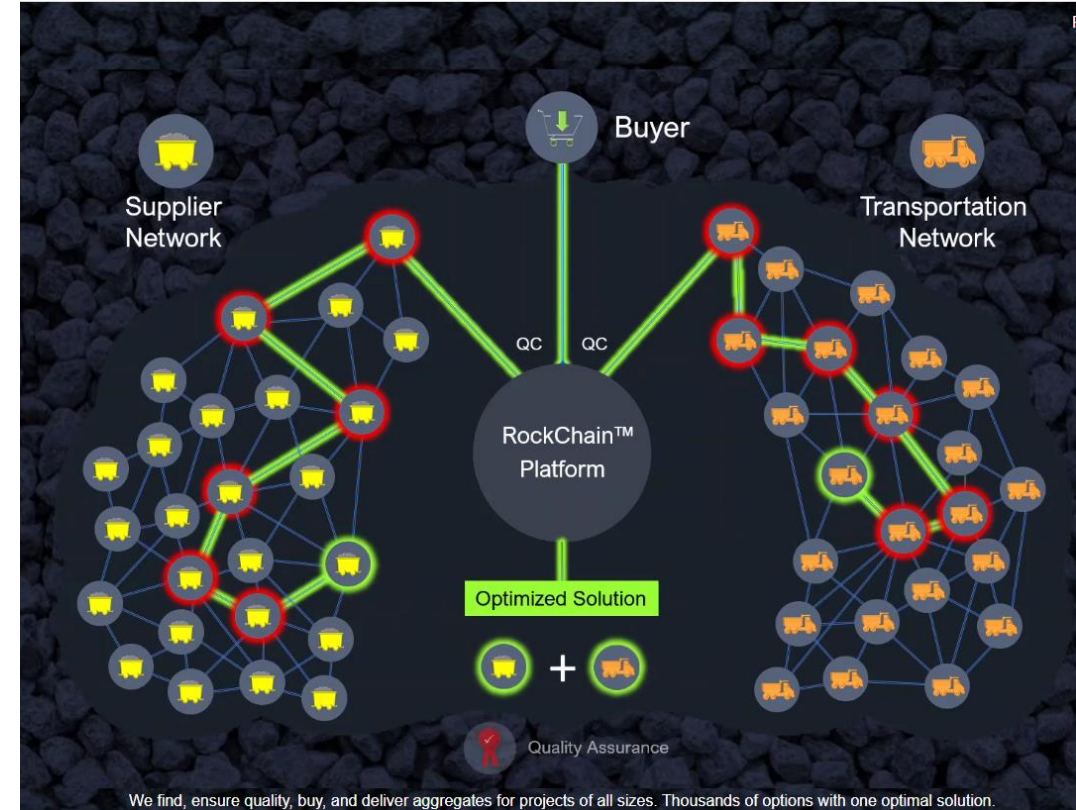 Buyer
Supplier
Network
Transportation
Network
QC
QC
RockChain™
Platform
Optimized Solution
+
Quality Assurance
We find, ensure quality, buy, and deliver aggregates for projects of all sizes. Thousands of options with one optimal solution.